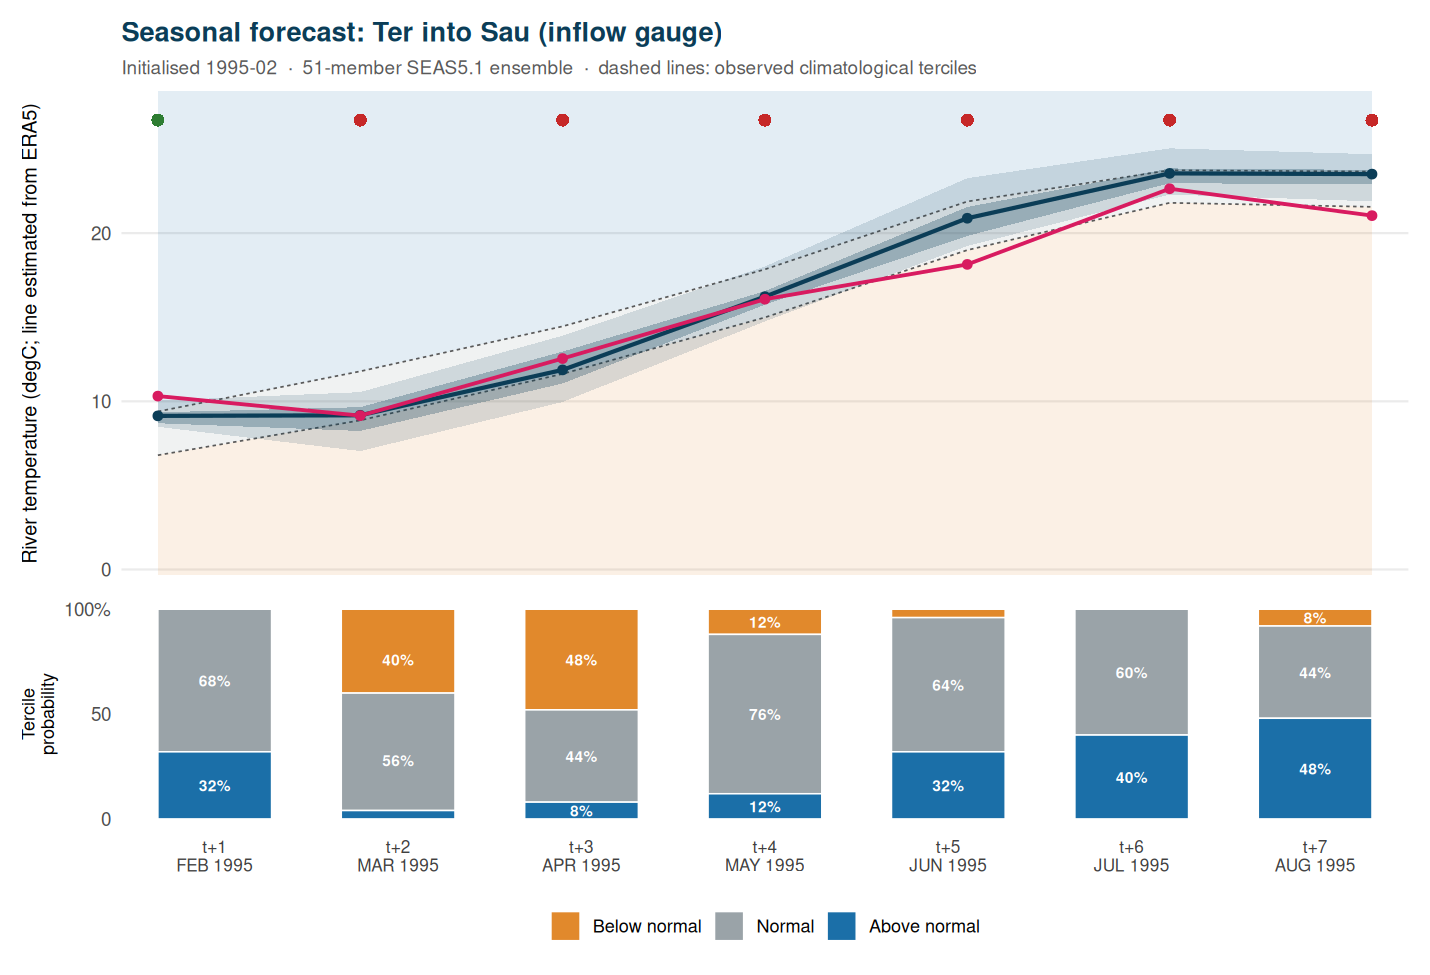 Seasonal forecast: Ter into Sau (inflow gauge)
Initialised 1995-02 · 51-member SEAS5.1 ensemble · dashed lines: observed climatological terciles
River temperature (degC; line estimated from ERA5)
20
10
0
Tercile
probability
100%
50
0
68%
32%
40%
56%
48%
44%
8%
12%
76%
12%
64%
32%
60%
40%
8%
44%
48%
t+1
FEB 1995
t+2
MAR 1995
t+3
APR 1995
t+4
MAY 1995
t+5
JUN 1995
t+6
JUL 1995
t+7
AUG 1995
Below normal
Normal
Above normal